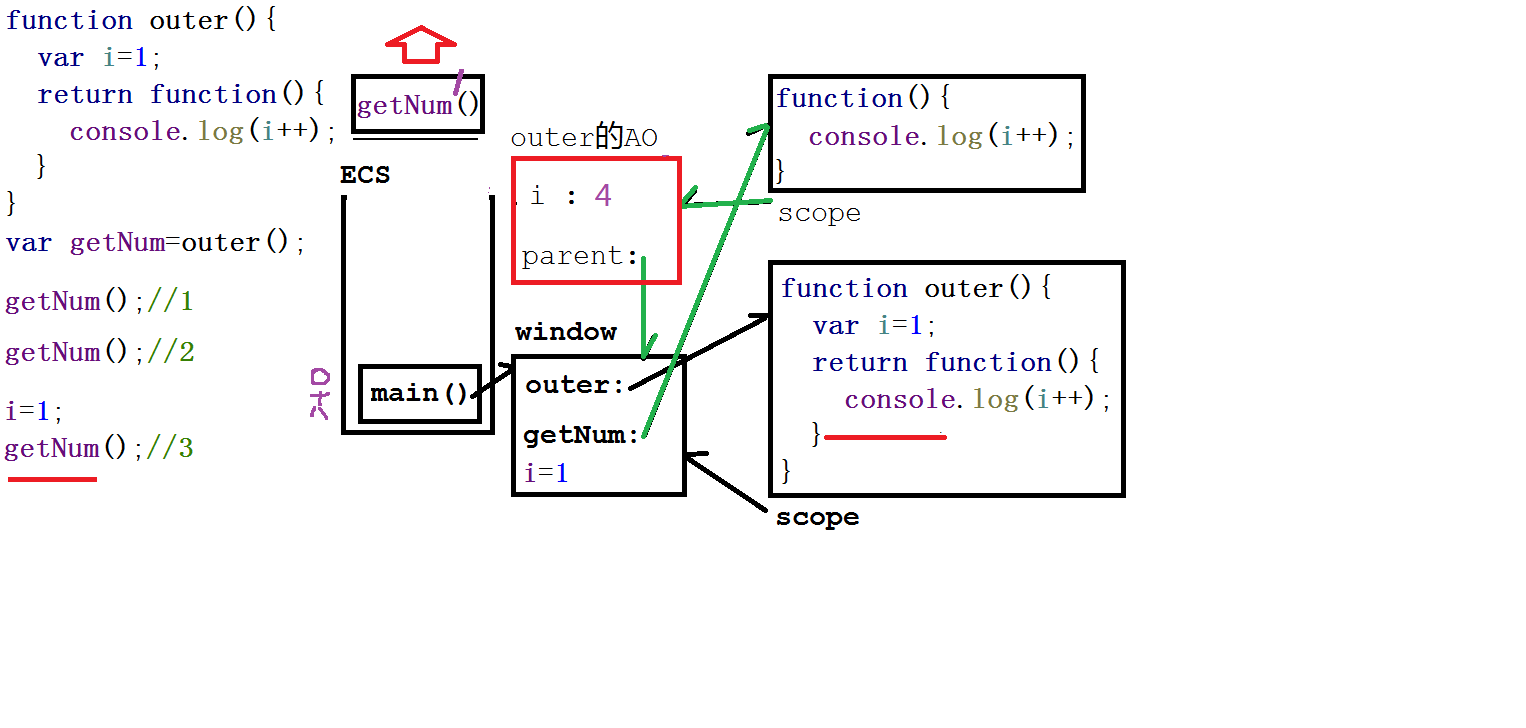 function outer(){
var i=1;
return function(){
console.log(i++);
}
}
var getNum=outer();
getNum();//1
getNum();//2
i=1;
getNum();//3
getNum()
ECS
main()
outer的AO
i : 4
parent:
window
outer:
getNum:
i=1
function(){
console.log(i++);
}
scope
function outer(){
var i=1;
return function(){
console.log(i++);
}
}
scope